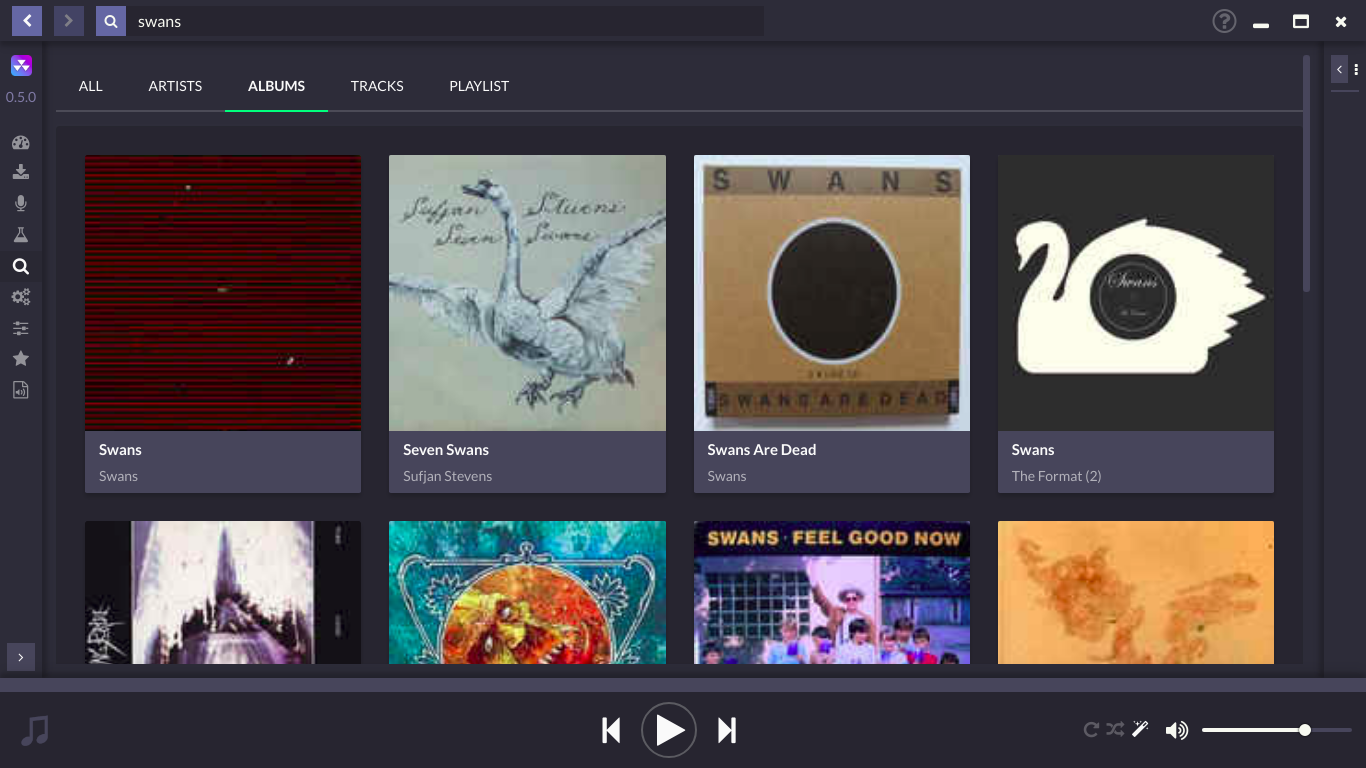 swans
0.5.0
ALL ARTISTS ALBUMS TRACKS PLAYLIST
Sufjan Stevens
Seven Swans
S W A N S
SWANS ARE DEAD
Swans
Swans
Swans
Seven Swans
Sufjan Stevens
Swans Are Dead
Swans
Swans
The Format (2)
SWANS · FEEL GOOD NOW